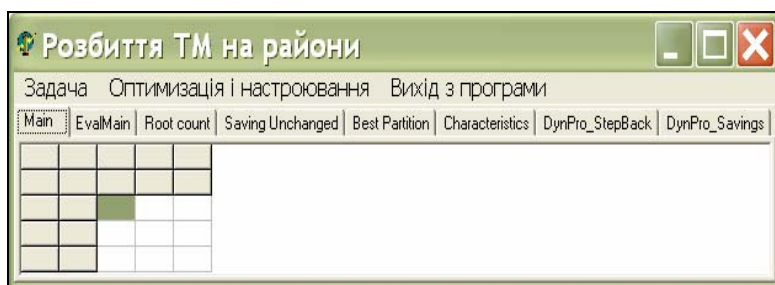 Розбиття ТМ на райони
Задача Оптимизація і настроювання Вихід з програми
Main EvalMain Root count Saving Unchanged Best Partition Characteristics DynPro_StepBack DynPro_Savings